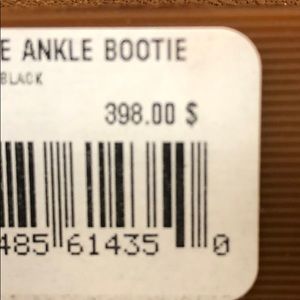 E ANKLE BOOTIE
BLACK
398.00 $
485 61435 0